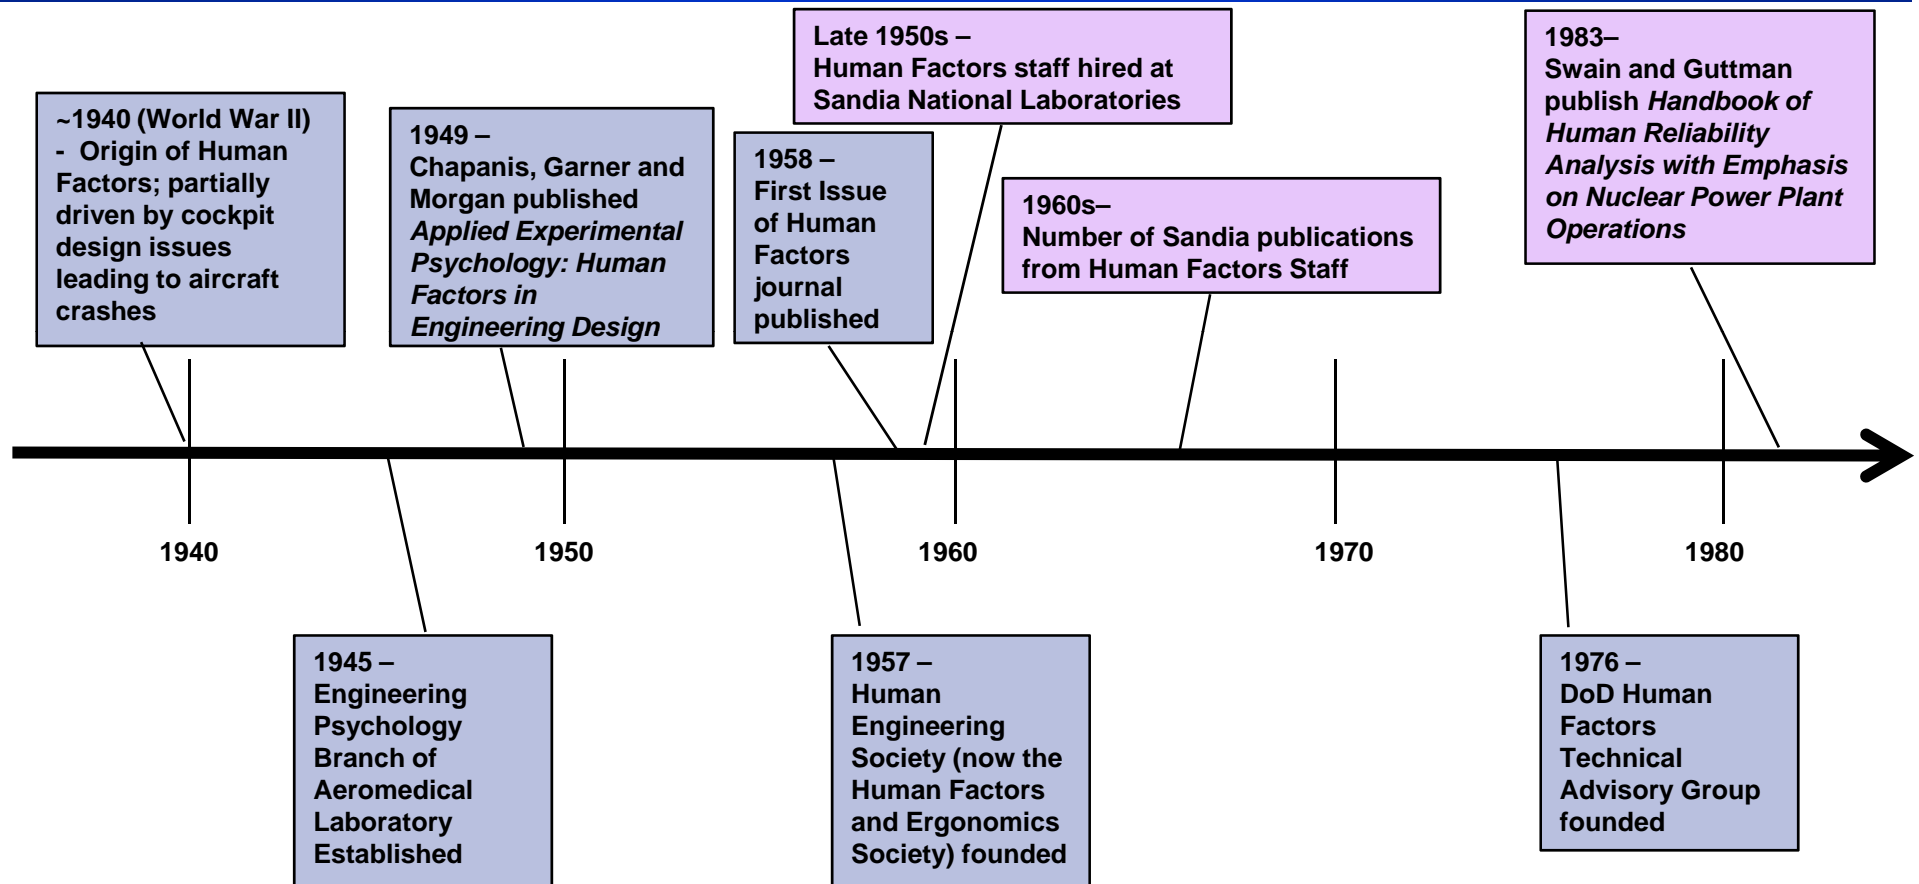 ~1940 (World War II)
- Origin of Human
Factors; partially
driven by cockpit
design issues
leading to aircraft
crashes
1949 –
Chapanis, Garner and
Morgan published
Applied Experimental
Psychology: Human
Factors in
Engineering Design
1958 –
First Issue
of Human
Factors
journal
published
Late 1950s –
Human Factors staff hired at
Sandia National Laboratories
1960s–
Number of Sandia publications
from Human Factors Staff
1983–
Swain and Guttman
publish Handbook of
Human Reliability
Analysis with Emphasis
on Nuclear Power Plant
Operations
1940
1950
1960
1970
1980
1945 –
Engineering
Psychology
Branch of
Aeromedical
Laboratory
Established
1957 –
Human
Engineering
Society (now the
Human Factors
and Ergonomics
Society) founded
1976 –
DoD Human
Factors
Technical
Advisory Group
founded